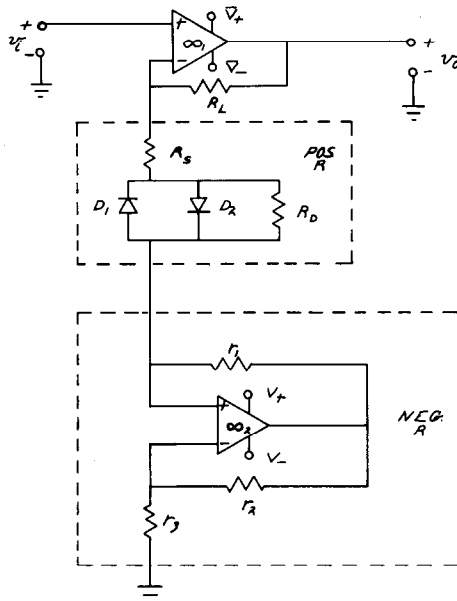 ∇+
+ + +
vi ∞1 vo
- - -
∇-
RL
RS POS
R
D1 D2 RD
r1
V+
+
∞2 NEG.
R
-
V-
r2
r3